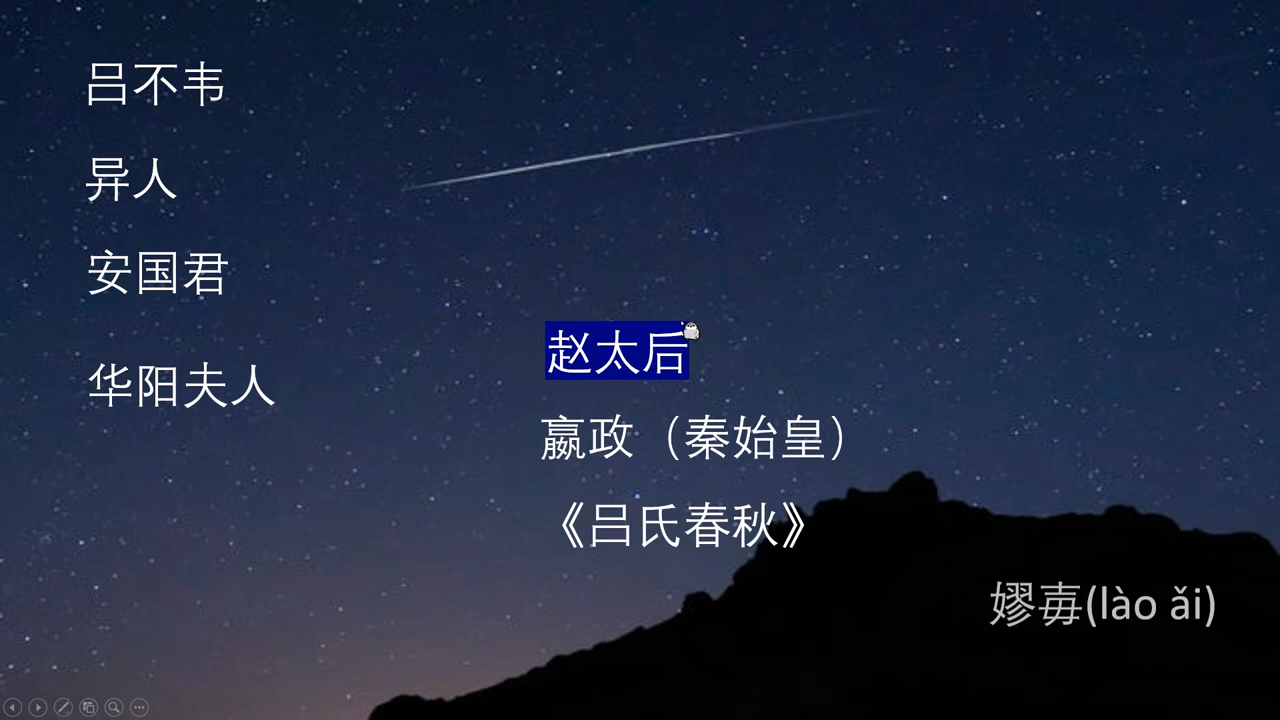 吕不韦
异人
安国君
华阳夫人
赵太后
嬴政（秦始皇）
《吕氏春秋》
嫪毐(lào ǎi)